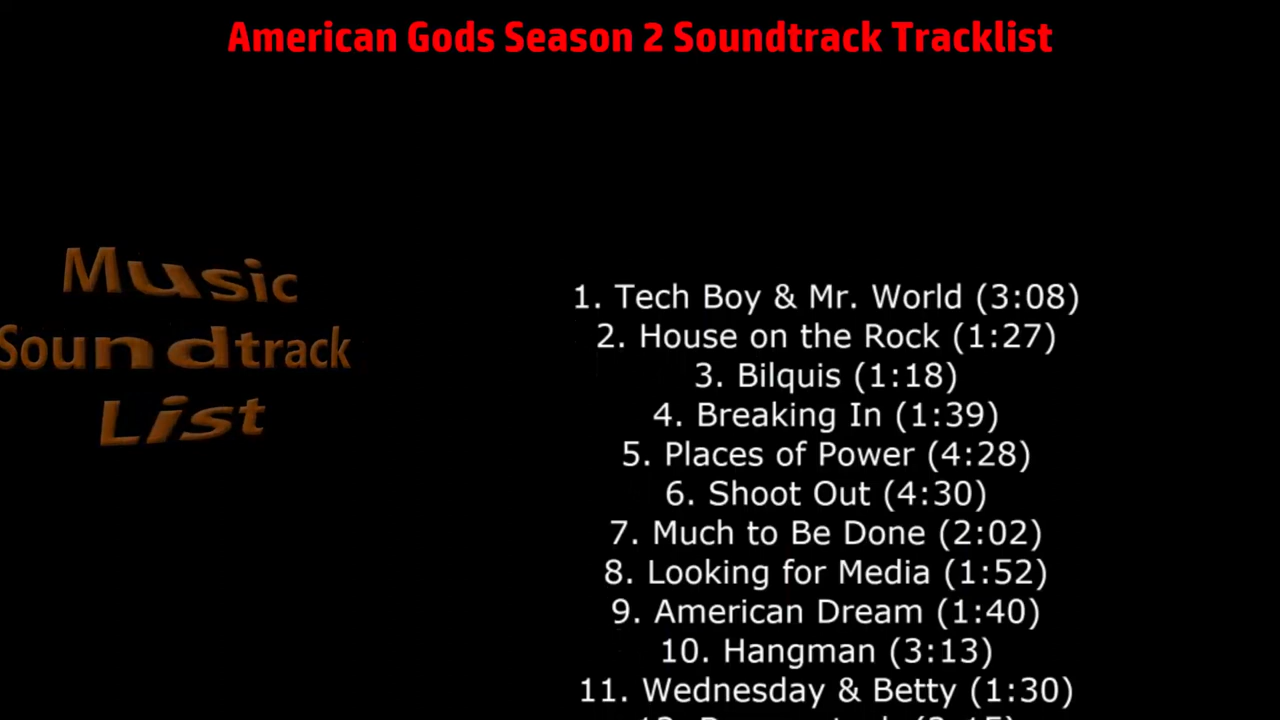 American Gods Season 2 Soundtrack Tracklist
Music
Soundtrack
List
1. Tech Boy & Mr. World (3:08)
2. House on the Rock (1:27)
3. Bilquis (1:18)
4. Breaking In (1:39)
5. Places of Power (4:28)
6. Shoot Out (4:30)
7. Much to Be Done (2:02)
8. Looking for Media (1:52)
9. American Dream (1:40)
10. Hangman (3:13)
11. Wednesday & Betty (1:30)